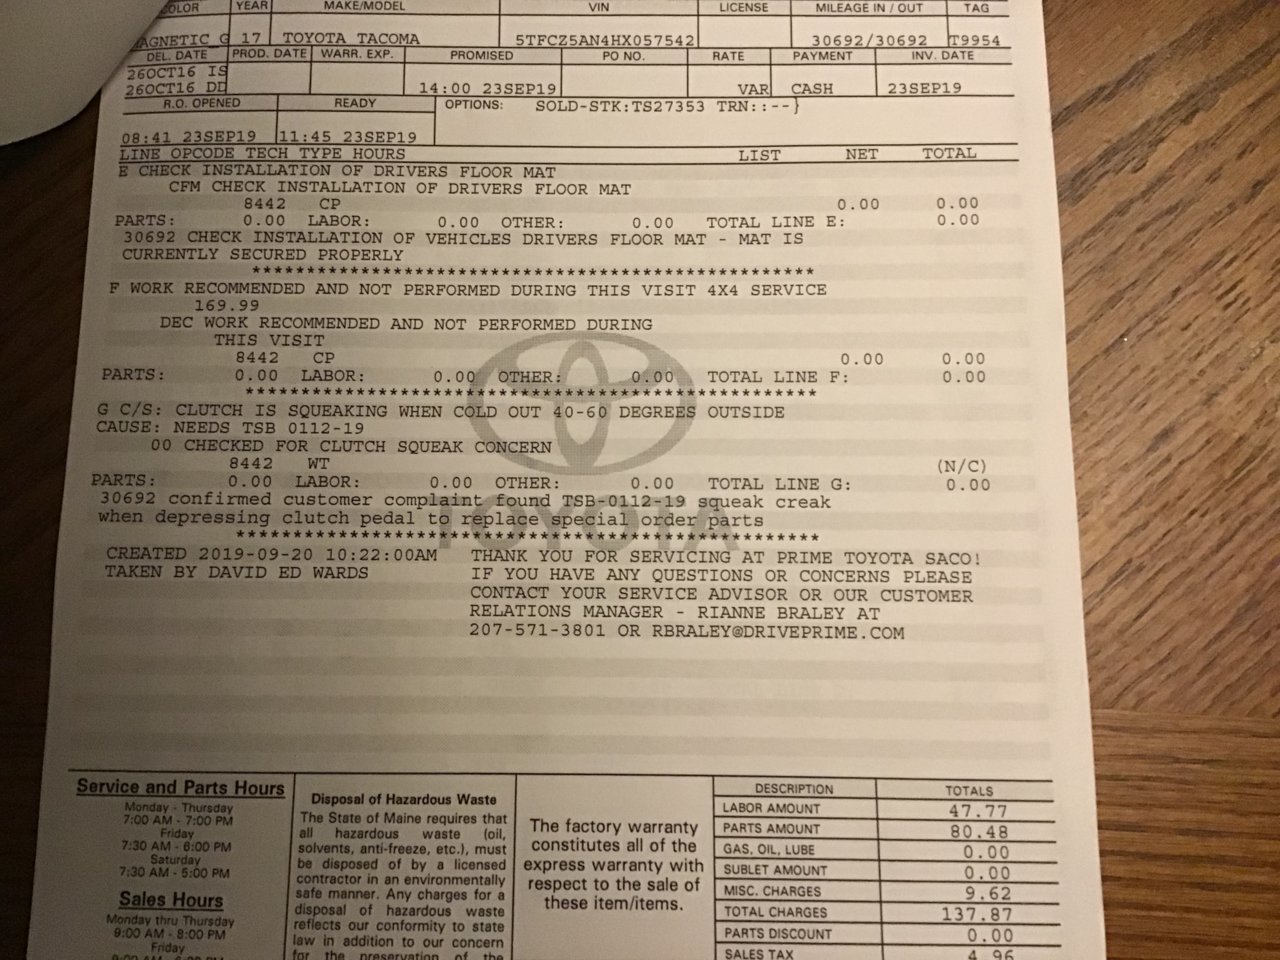 COLOR YEAR MAKE/MODEL VIN LICENSE MILEAGE IN / OUT TAG
MAGNETIC G 17 TOYOTA TACOMA 5TFCZ5AN4HX057542 30692/30692 T9954
DEL. DATE PROD. DATE WARR. EXP. PROMISED PO NO. RATE PAYMENT INV. DATE
26OCT16 IS
26OCT16 DD 14:00 23SEP19 VAR CASH 23SEP19
R.O. OPENED READY OPTIONS: SOLD-STK:TS27353 TRN::--}
08:41 23SEP19 11:45 23SEP19
LINE OPCODE TECH TYPE HOURS LIST NET TOTAL
E CHECK INSTALLATION OF DRIVERS FLOOR MAT
CFM CHECK INSTALLATION OF DRIVERS FLOOR MAT
8442 CP 0.00 0.00
PARTS: 0.00 LABOR: 0.00 OTHER: 0.00 TOTAL LINE E: 0.00
30692 CHECK INSTALLATION OF VEHICLES DRIVERS FLOOR MAT - MAT IS
CURRENTLY SECURED PROPERLY
****************************************************
F WORK RECOMMENDED AND NOT PERFORMED DURING THIS VISIT 4X4 SERVICE
169.99
DEC WORK RECOMMENDED AND NOT PERFORMED DURING
THIS VISIT
8442 CP 0.00 0.00
PARTS: 0.00 LABOR: 0.00 OTHER: 0.00 TOTAL LINE F: 0.00
****************************************************
G C/S: CLUTCH IS SQUEAKING WHEN COLD OUT 40-60 DEGREES OUTSIDE
CAUSE: NEEDS TSB 0112-19
00 CHECKED FOR CLUTCH SQUEAK CONCERN
8442 WT (N/C)
PARTS: 0.00 LABOR: 0.00 OTHER: 0.00 TOTAL LINE G: 0.00
30692 confirmed customer complaint found TSB-0112-19 squeak creak
when depressing clutch pedal to replace special order parts
****************************************************
TOYOTA
CREATED 2019-09-20 10:22:00AM THANK YOU FOR SERVICING AT PRIME TOYOTA SACO!
TAKEN BY DAVID ED WARDS IF YOU HAVE ANY QUESTIONS OR CONCERNS PLEASE
CONTACT YOUR SERVICE ADVISOR OR OUR CUSTOMER
RELATIONS MANAGER - RIANNE BRALEY AT
207-571-3801 OR RBRALEY@DRIVEPRIME.COM
Service and Parts Hours
Monday - Thursday
7:00 AM - 7:00 PM
Friday
7:30 AM - 6:00 PM
Saturday
7:30 AM - 5:00 PM
Sales Hours
Monday thru Thursday
9:00 AM - 8:00 PM
Friday
Disposal of Hazardous Waste
The State of Maine requires that
all hazardous waste (oil,
solvents, anti-freeze, etc.), must
be disposed of by a licensed
contractor in an environmentally
safe manner. Any charges for a
disposal of hazardous waste
reflects our conformity to state
law in addition to our concern
for the preservation of the
The factory warranty
constitutes all of the
express warranty with
respect to the sale of
these item/items.
DESCRIPTION TOTALS
LABOR AMOUNT 47.77
PARTS AMOUNT 80.48
GAS, OIL, LUBE 0.00
SUBLET AMOUNT 0.00
MISC. CHARGES 9.62
TOTAL CHARGES 137.87
PARTS DISCOUNT 0.00
SALES TAX 4.96